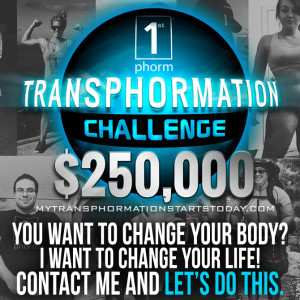 1st
phorm
TRANSPHORMATION
CHALLENGE
$250,000
MYTRANSPHORMATIONSTARTSTODAY.COM
YOU WANT TO CHANGE YOUR BODY?
I WANT TO CHANGE YOUR LIFE!
CONTACT ME AND LET'S DO THIS.